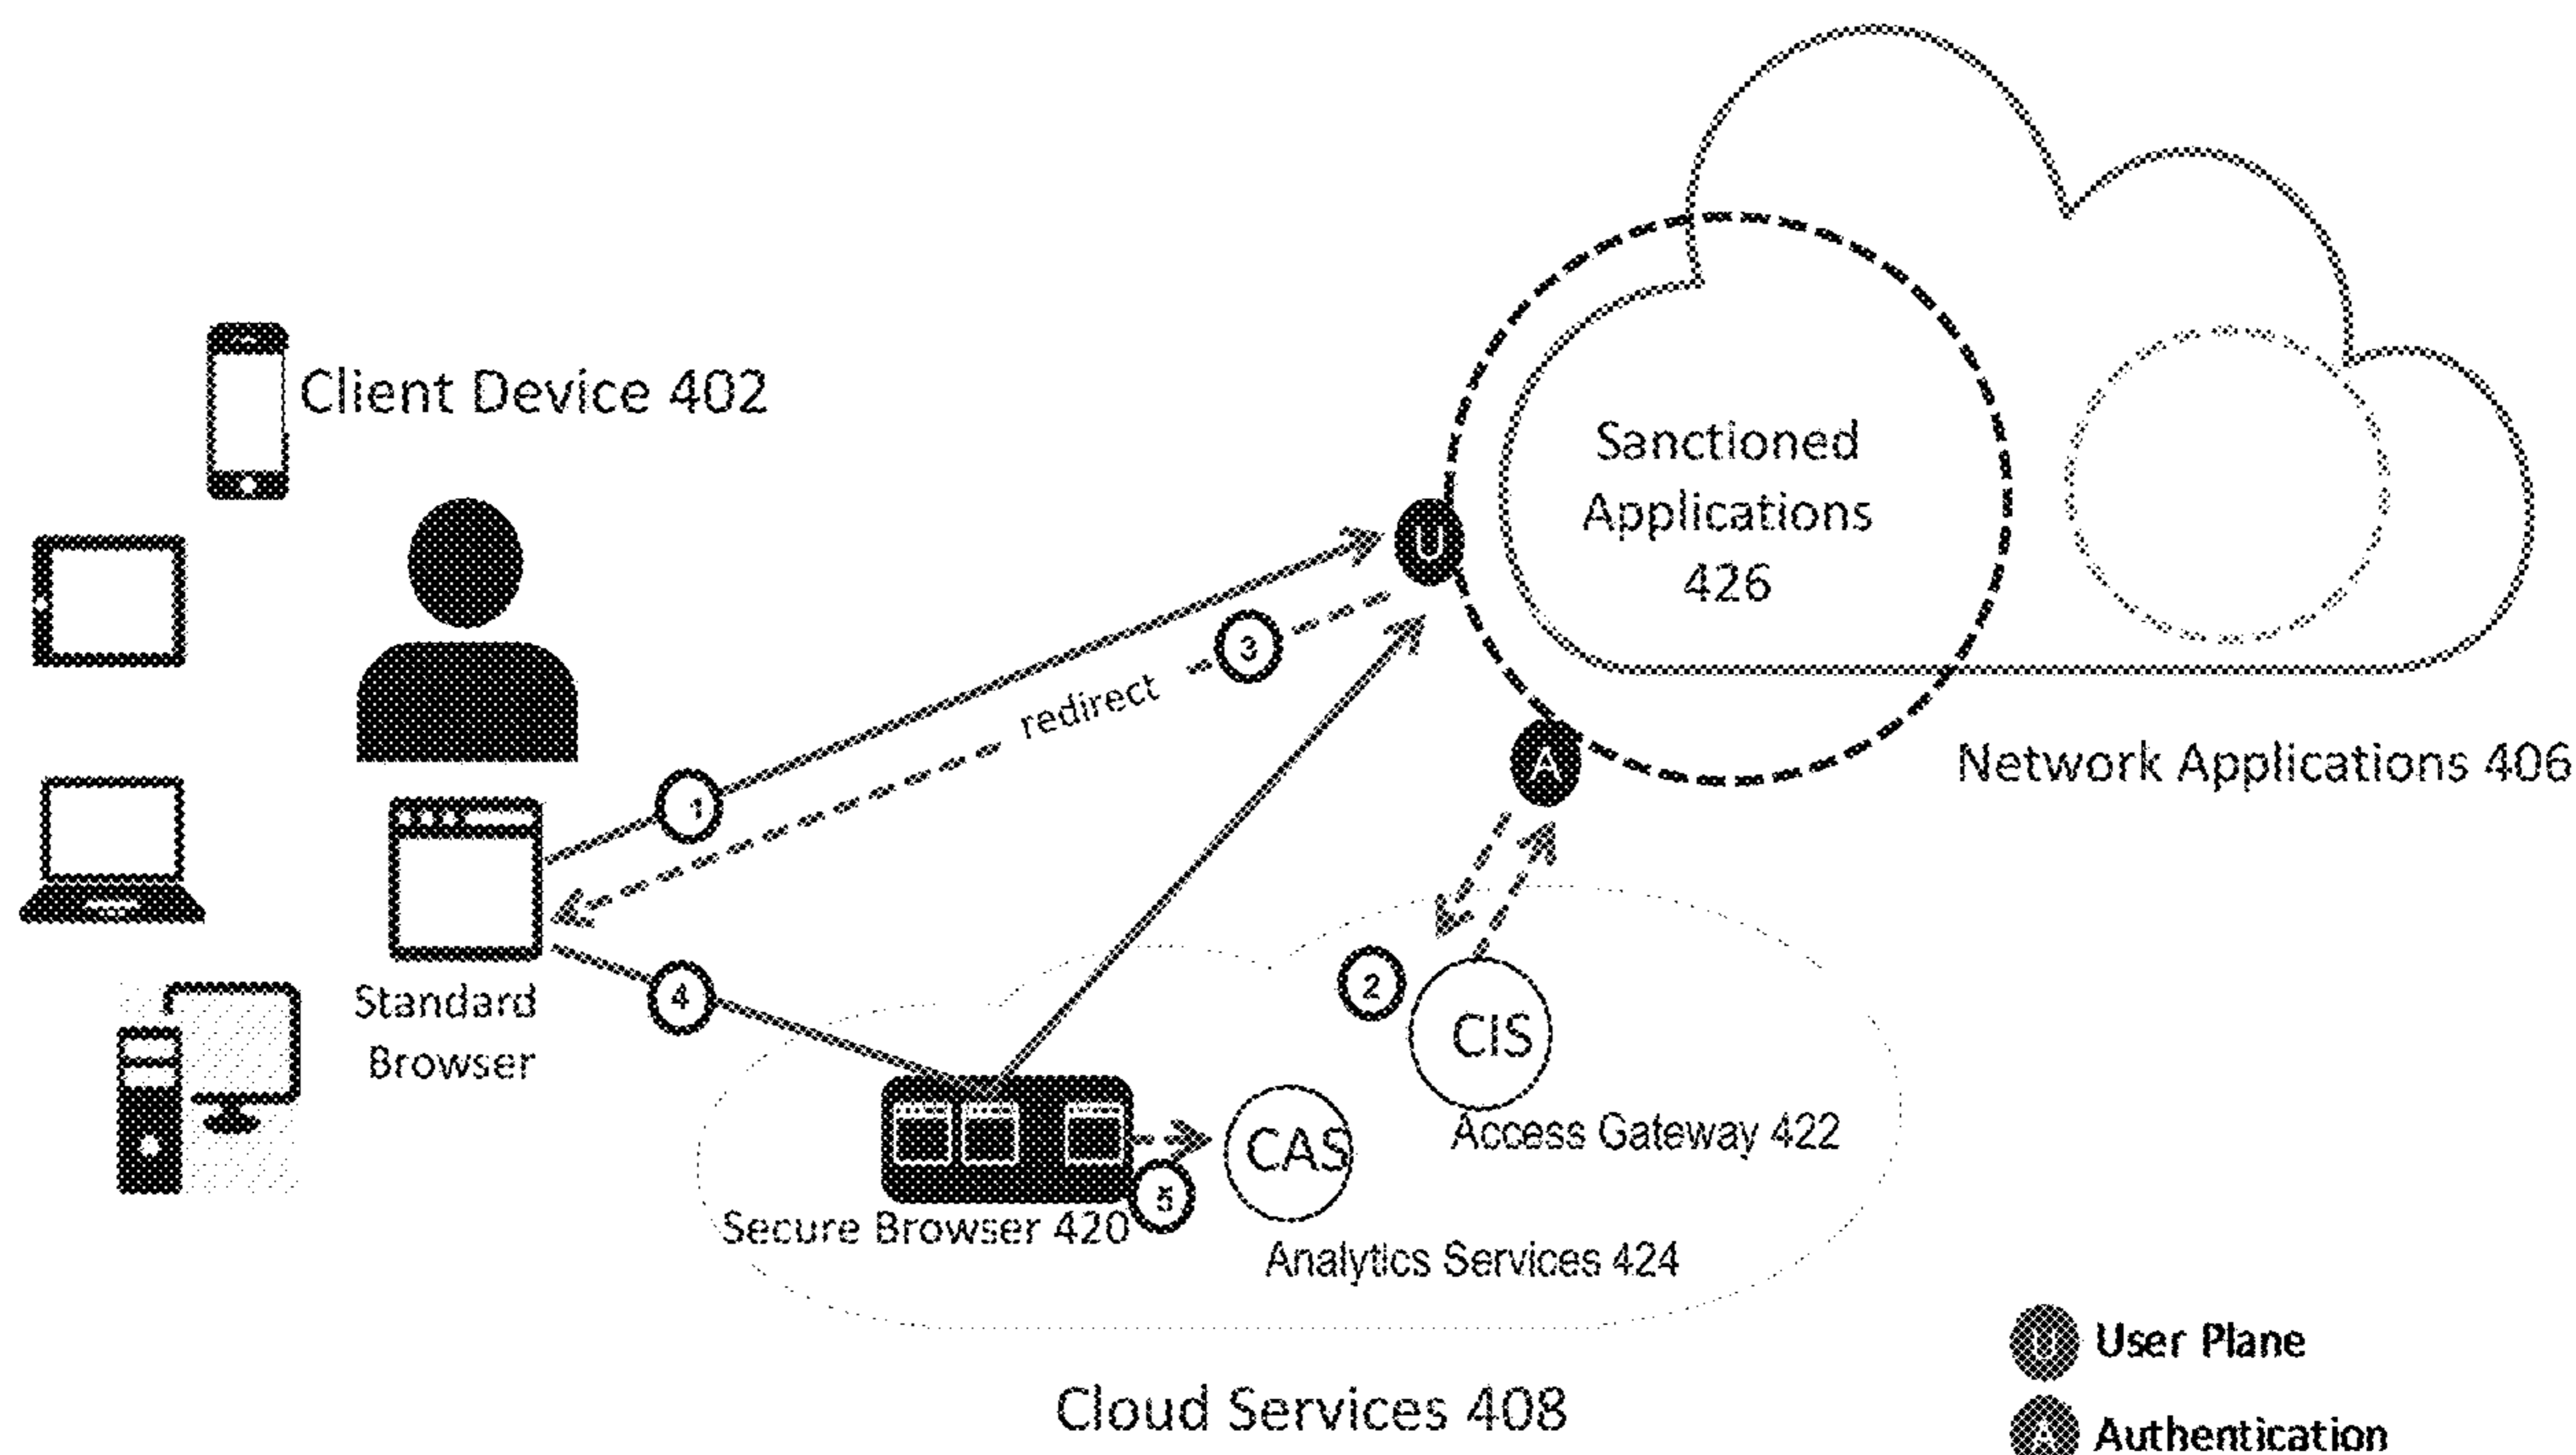 Client Device 402
Sanctioned
Applications
426
U
3
redirect
A
Network Applications 406
1
Standard
Browser
4
2
CIS
Access Gateway 422
CAS
5
Secure Browser 420
Analytics Services 424
Cloud Services 408
U User Plane
A Authentication